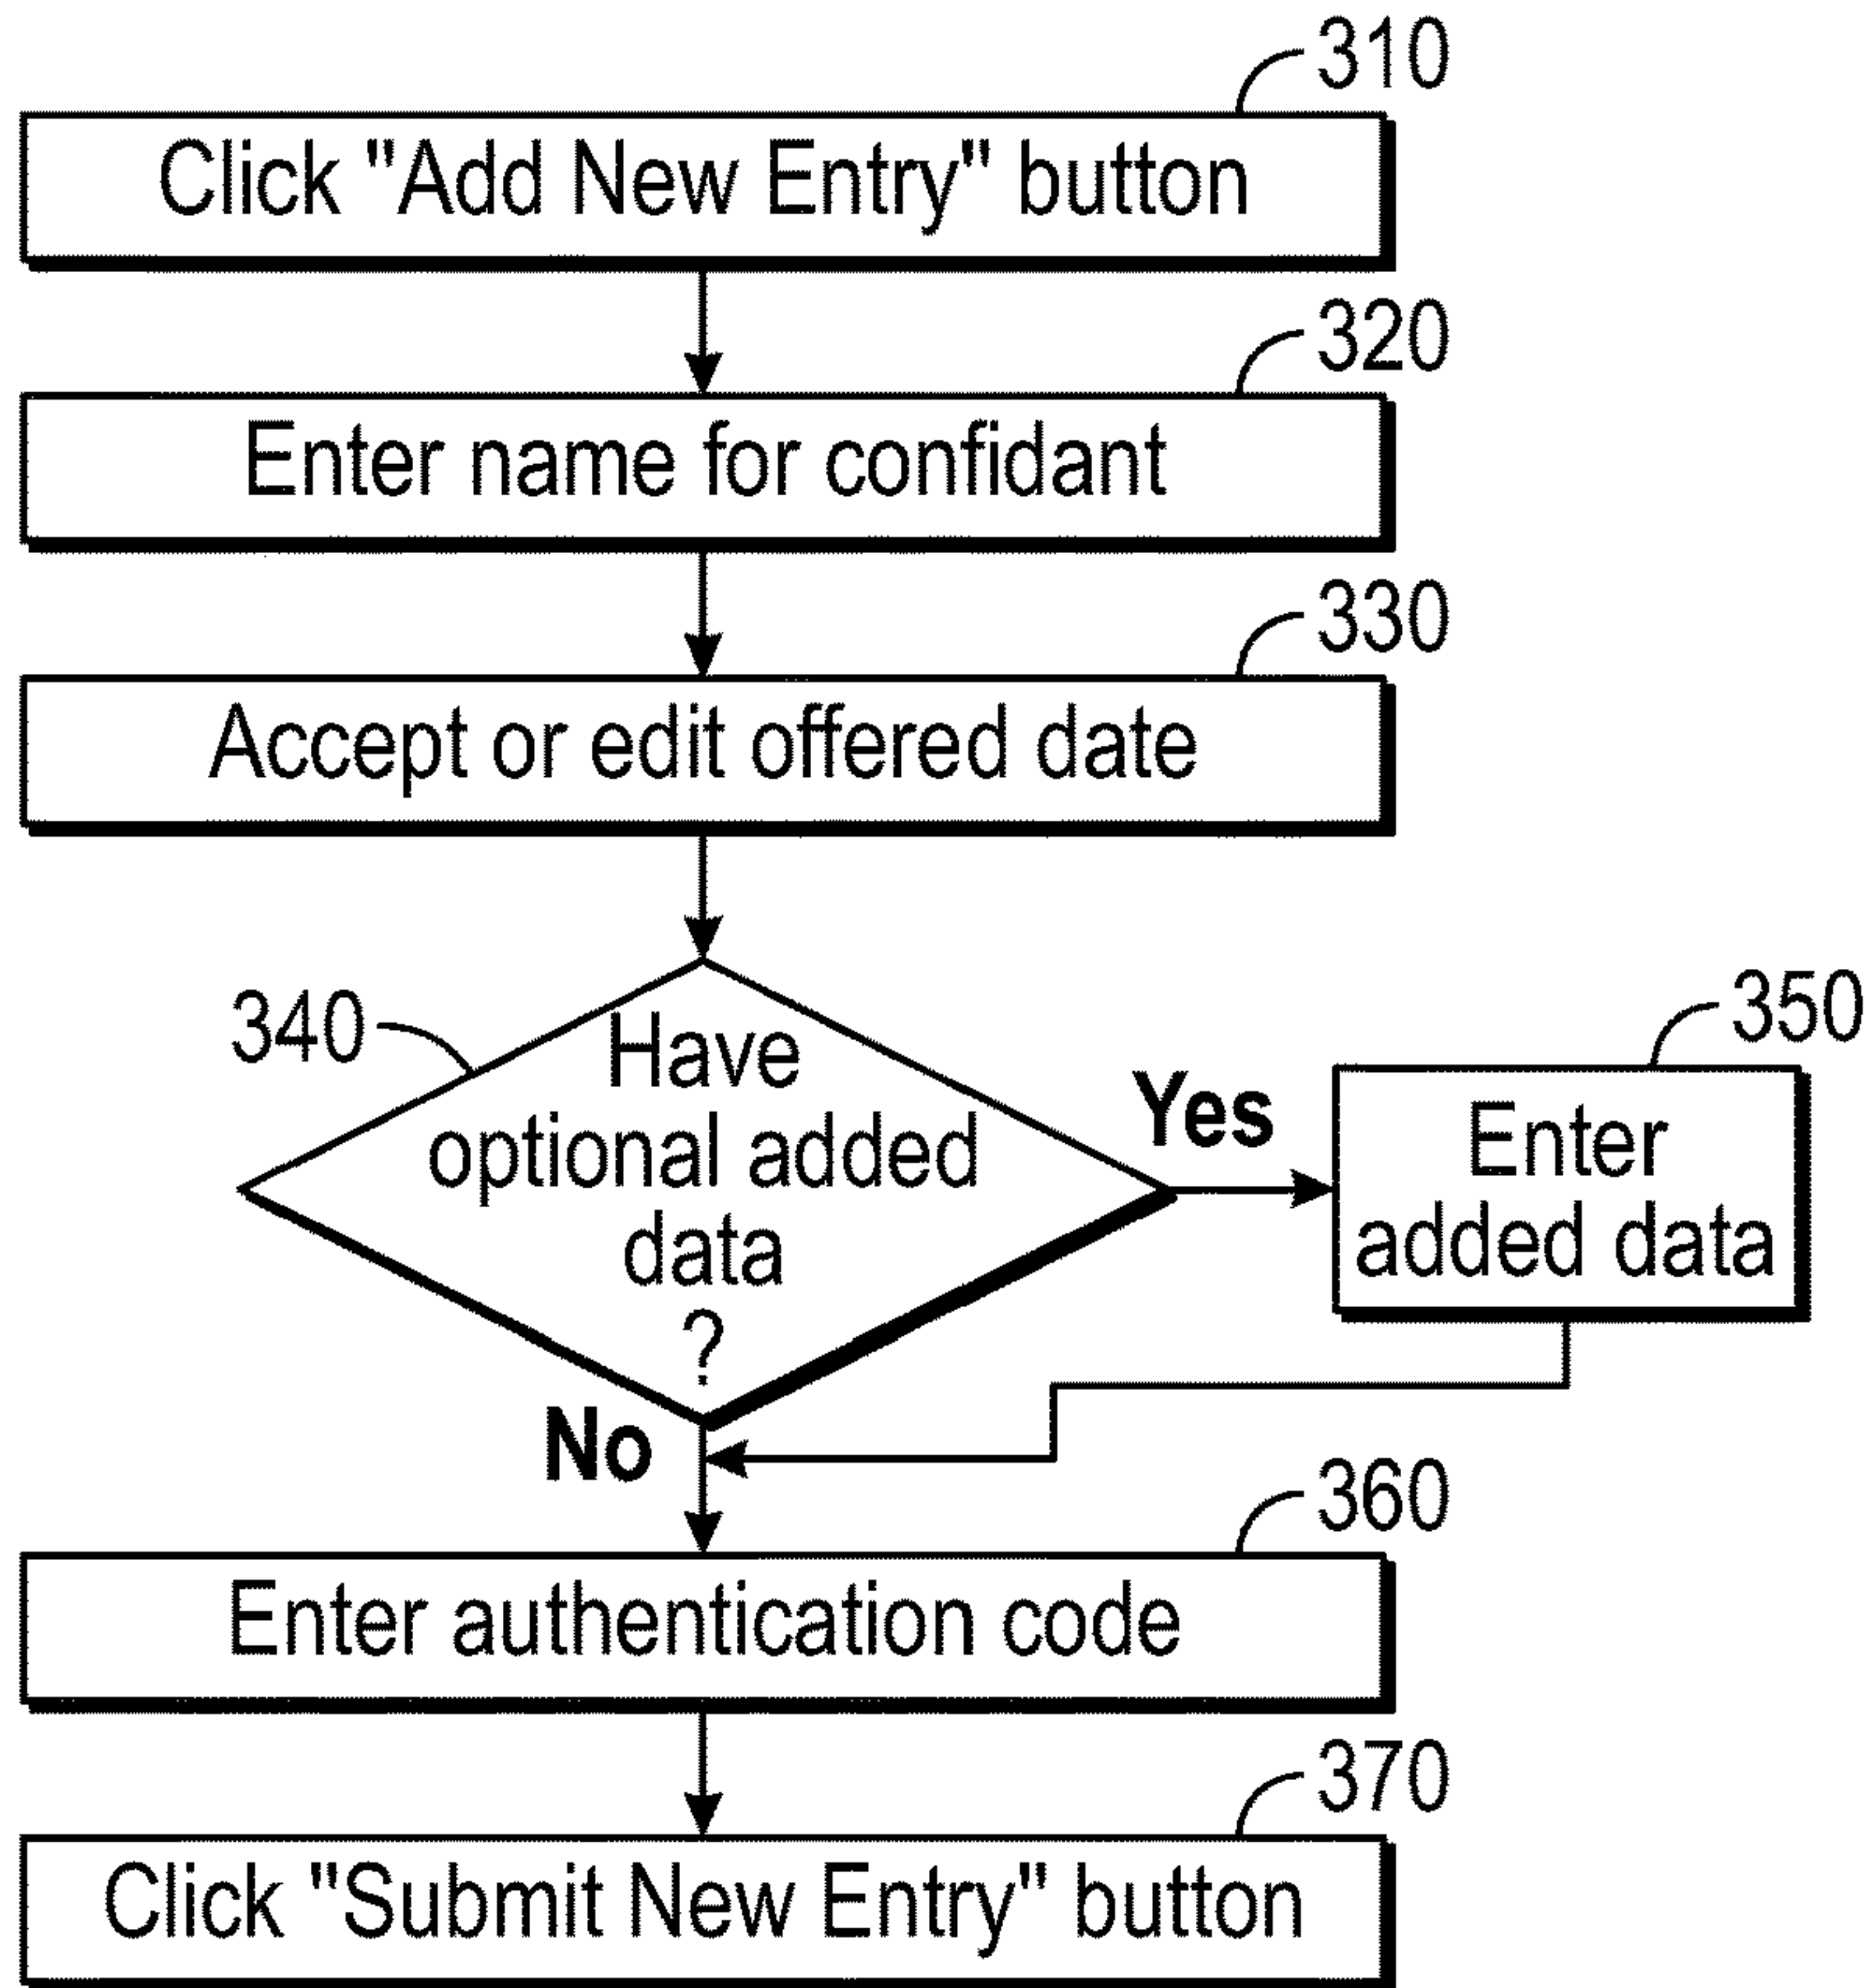 310
Click "Add New Entry" button
320
Enter name for confidant
330
Accept or edit offered date
340
Have
optional added
data
?
Yes
350
Enter
added data
No
360
Enter authentication code
370
Click "Submit New Entry" button